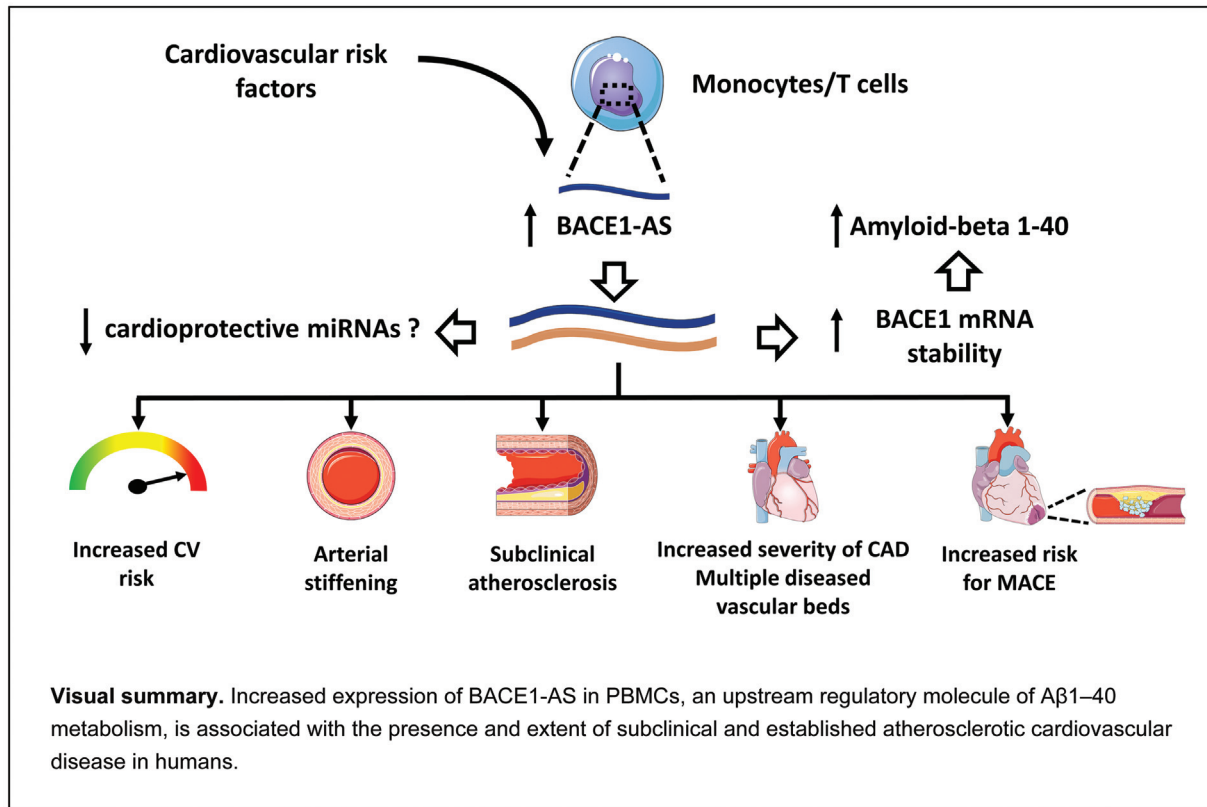 Cardiovascular risk
factors
Monocytes/T cells
BACE1-AS
Amyloid-beta 1-40
cardioprotective miRNAs ?
BACE1 mRNA
stability
Increased CV
risk
Arterial
stiffening
Subclinical
atherosclerosis
Increased severity of CAD
Multiple diseased
vascular beds
Increased risk
for MACE
Visual summary. Increased expression of BACE1-AS in PBMCs, an upstream regulatory molecule of Aβ1–40
metabolism, is associated with the presence and extent of subclinical and established atherosclerotic cardiovascular
disease in humans.